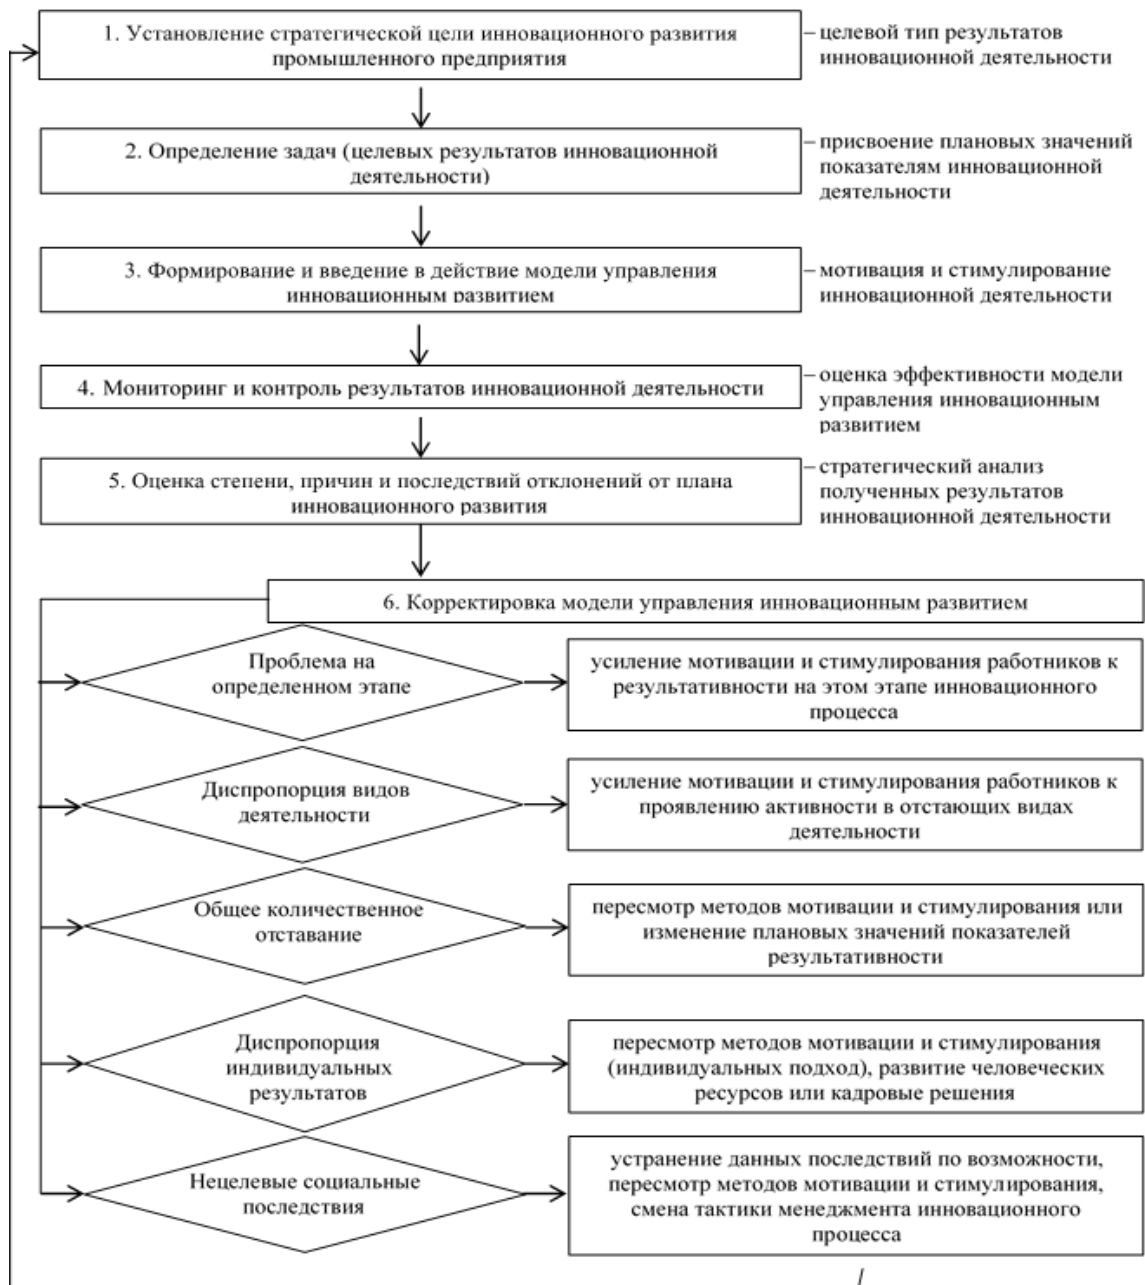 1. Установление стратегической цели инновационного развития
промышленного предприятия
– целевой тип результатов
инновационной деятельности
2. Определение задач (целевых результатов инновационной
деятельности)
– присвоение плановых значений
показателям инновационной
деятельности
3. Формирование и введение в действие модели управления
инновационным развитием
– мотивация и стимулирование
инновационной деятельности
4. Мониторинг и контроль результатов инновационной деятельности
– оценка эффективности модели
управления инновационным
развитием
5. Оценка степени, причин и последствий отклонений от плана
инновационного развития
– стратегический анализ
полученных результатов
инновационной деятельности
6. Корректировка модели управления инновационным развитием
Проблема на
определенном этапе
усиление мотивации и стимулирования работников к
результативности на этом этапе инновационного
процесса
Диспропорция видов
деятельности
усиление мотивации и стимулирования работников к
проявлению активности в отстающих видах
деятельности
Общее количественное
отставание
пересмотр методов мотивации и стимулирования или
изменение плановых значений показателей
результативности
Диспропорция
индивидуальных
результатов
пересмотр методов мотивации и стимулирования
(индивидуальных подход), развитие человеческих
ресурсов или кадровые решения
Нецелевые социальные
последствия
устранение данных последствий по возможности,
пересмотр методов мотивации и стимулирования,
смена тактики менеджмента инновационного
процесса